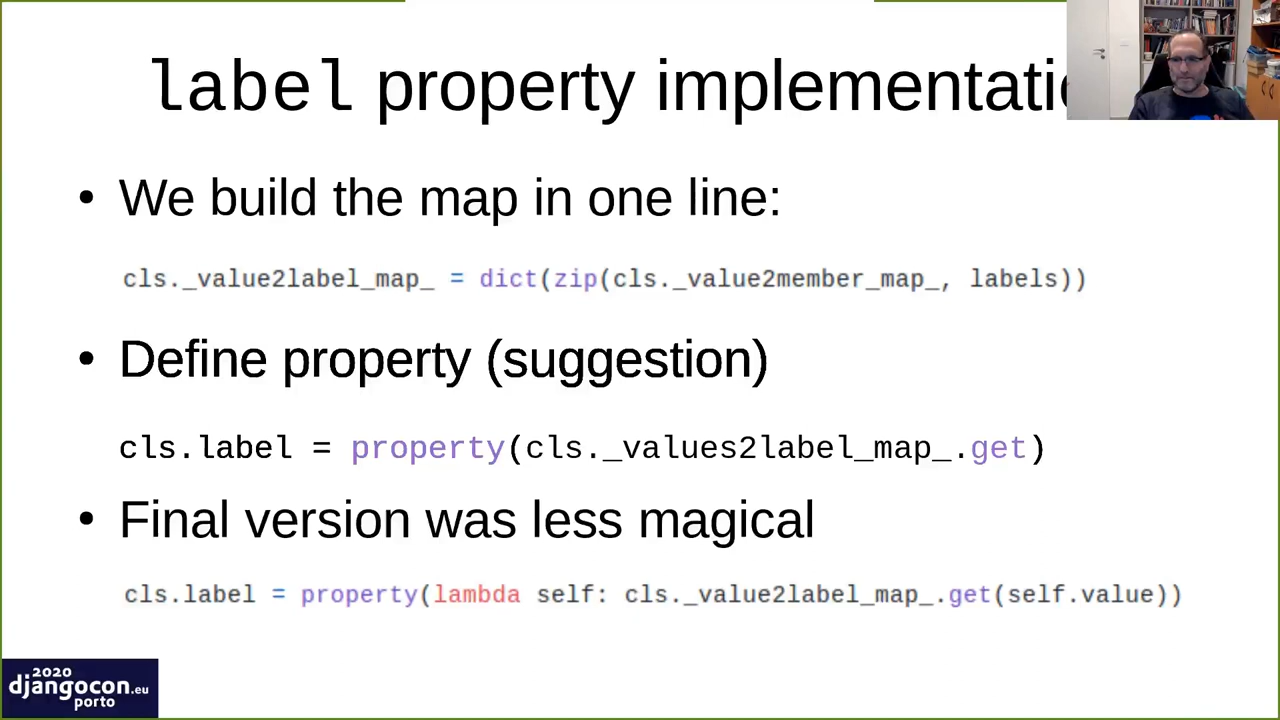 label property implementati
• We build the map in one line:
cls._value2label_map_ = dict(zip(cls._value2member_map_, labels))
• Define property (suggestion)
cls.label = property(cls._values2label_map_.get)
• Final version was less magical
cls.label = property(lambda self: cls._value2label_map_.get(self.value))
2020
djangocon.eu
porto